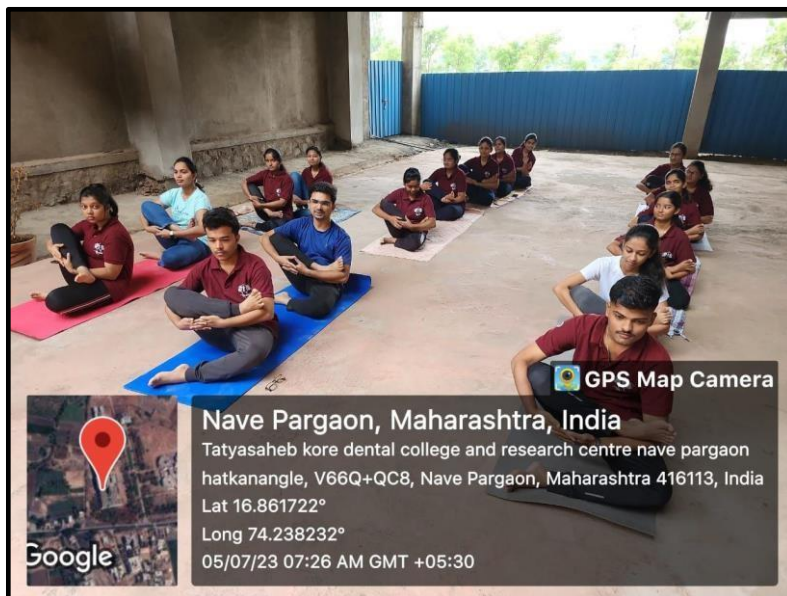 GPS Map Camera
Nave Pargaon, Maharashtra, India
Tatyasaheb kore dental college and research centre nave pargaon
hatkanangle, V66Q+QC8, Nave Pargaon, Maharashtra 416113, India
Lat 16.861722°
Long 74.238232°
05/07/23 07:26 AM GMT +05:30
Google